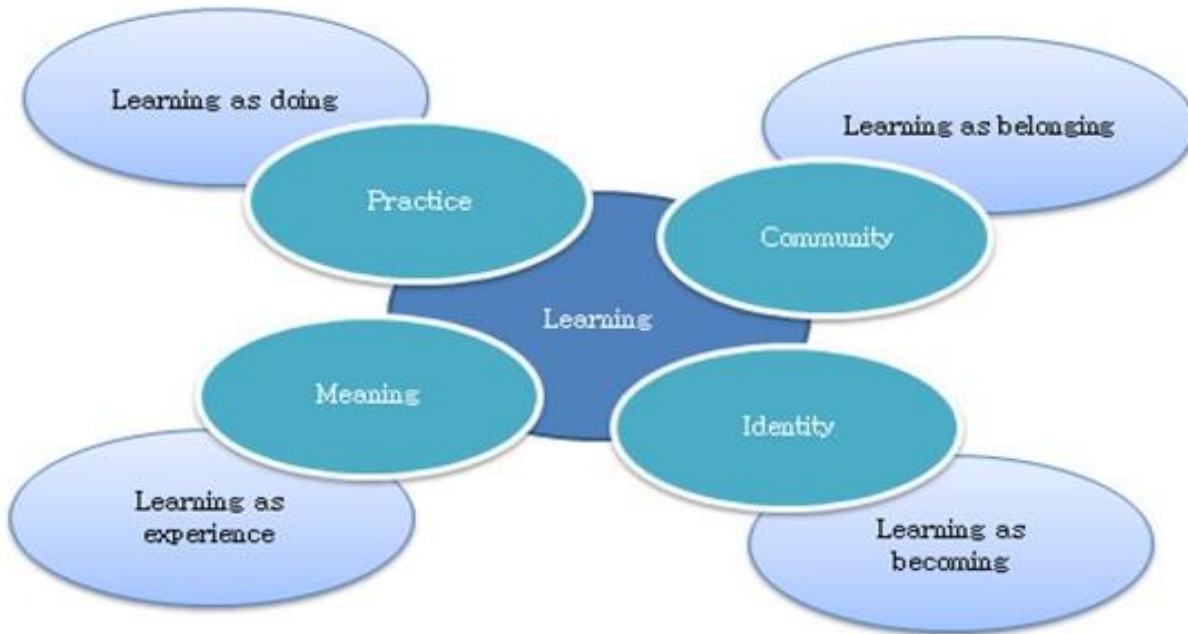 Learning as doing
Learning as belonging
Practice
Community
Learning
Meaning
Identity
Learning as
experience
Learning as
becoming